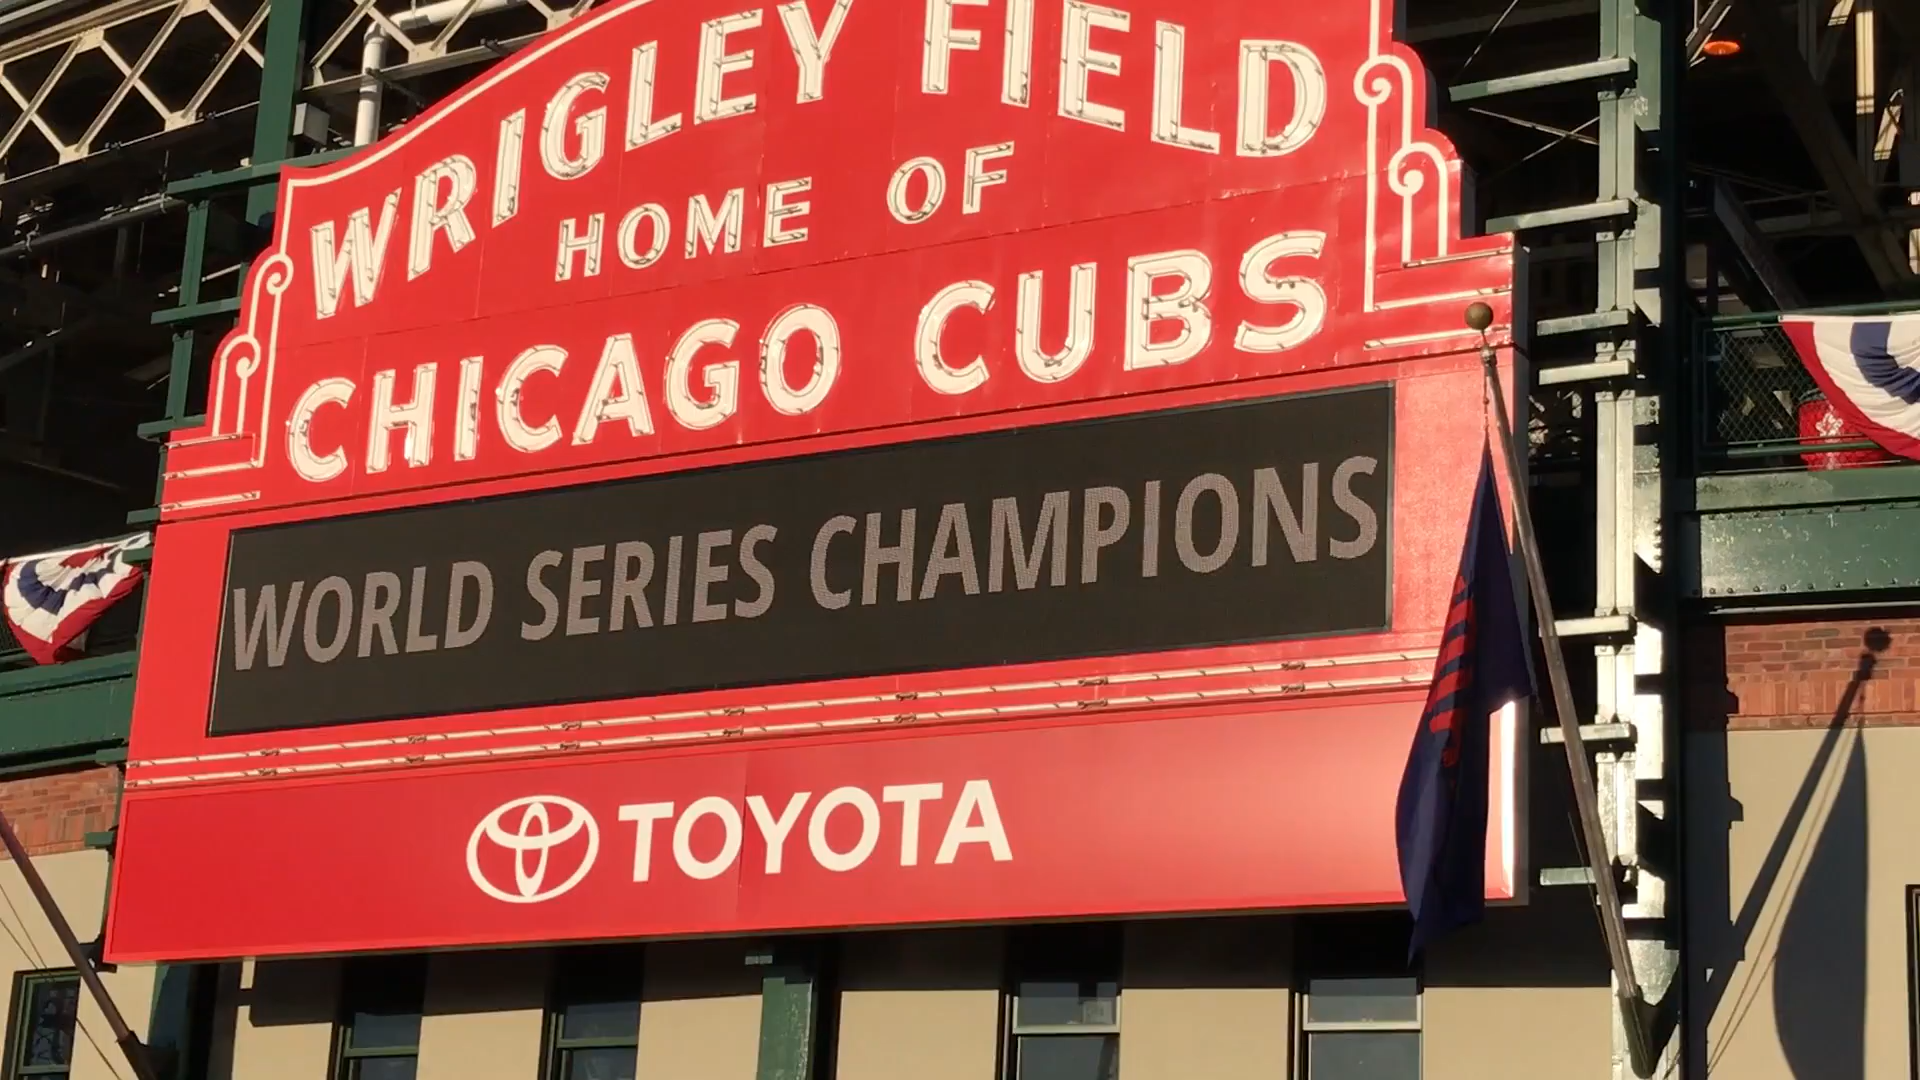 WRIGLEY FIELD
HOME OF
CHICAGO CUBS
WORLD SERIES CHAMPIONS
TOYOTA